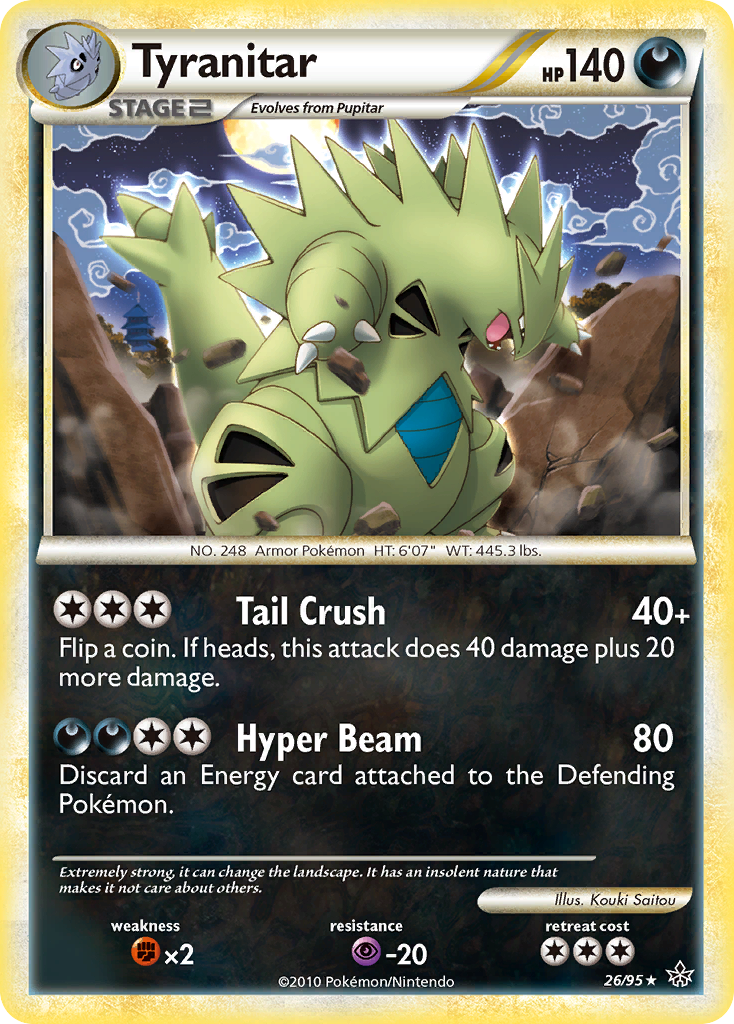 Tyranitar
HP 140
STAGE 2
Evolves from Pupitar
NO. 248 Armor Pokémon HT: 6'07" WT: 445.3 lbs.
Tail Crush 40+
Flip a coin. If heads, this attack does 40 damage plus 20
more damage.
Hyper Beam 80
Discard an Energy card attached to the Defending
Pokémon.
Extremely strong, it can change the landscape. It has an insolent nature that
makes it not care about others.
Illus. Kouki Saitou
weakness resistance retreat cost
×2 -20
©2010 Pokémon/Nintendo
26/95★